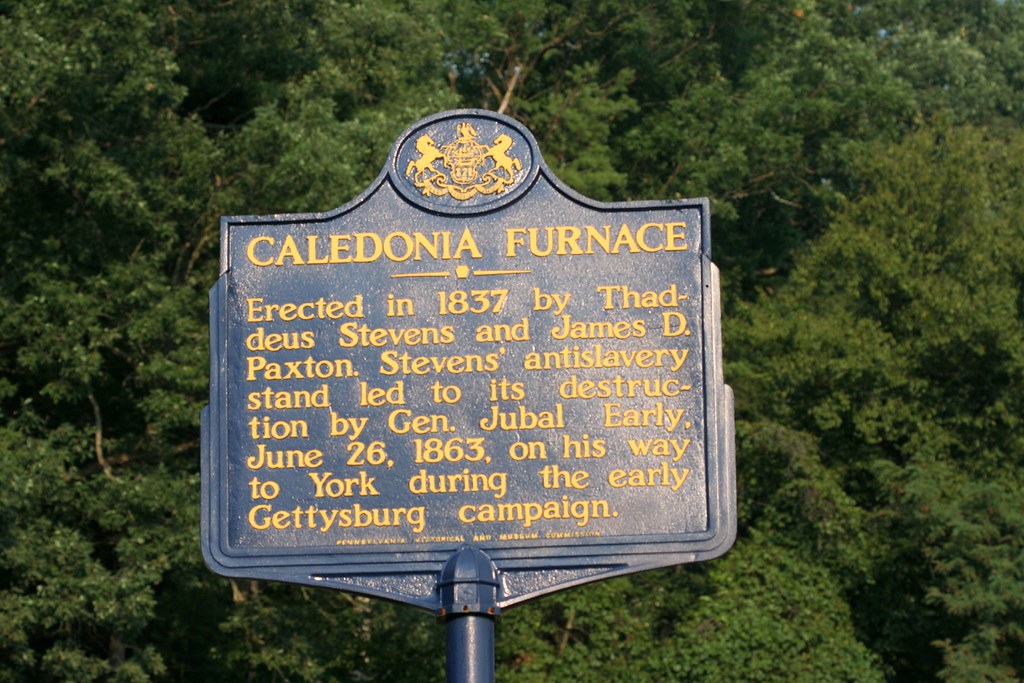 CALEDONIA FURNACE
Erected in 1837 by Thad-
deus Stevens and James D.
Paxton. Stevens' antislavery
stand led to its destruc-
tion by Gen. Jubal Early,
June 26, 1863, on his way
to York during the early
Gettysburg campaign.
PENNSYLVANIA HISTORICAL AND MUSEUM COMMISSION